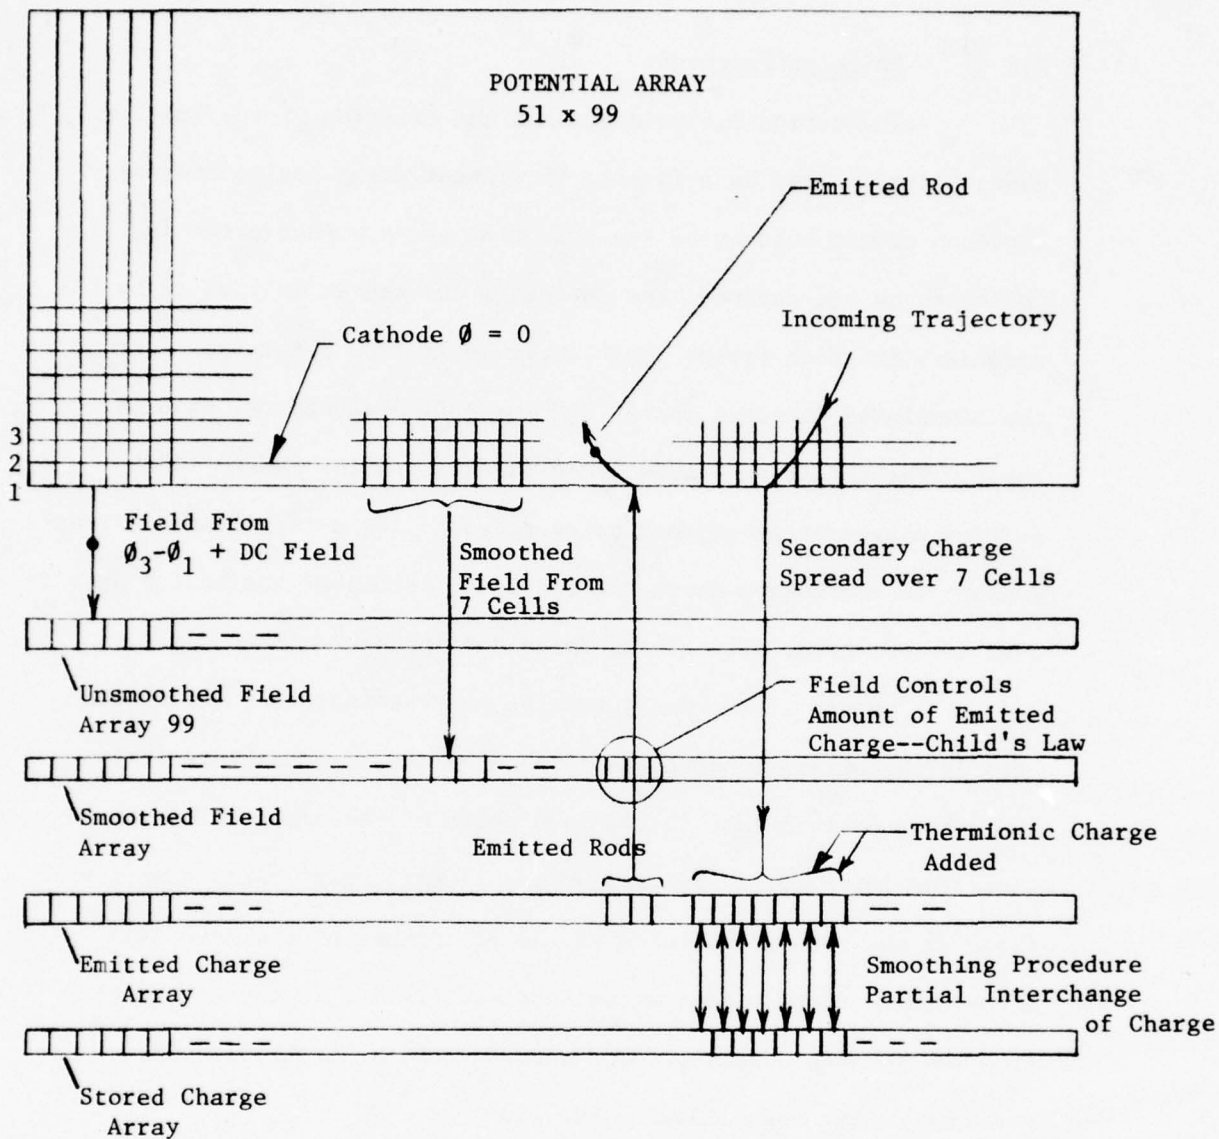 POTENTIAL ARRAY
51 x 99
Emitted Rod
Incoming Trajectory
Cathode Ø = 0
3
2
1
Field From
Ø₃-Ø₁ + DC Field
Smoothed
Field From
7 Cells
Secondary Charge
Spread over 7 Cells
Unsmoothed Field
Array 99
Field Controls
Amount of Emitted
Charge--Child's Law
Smoothed Field
Array
Emitted Rods
Thermionic Charge
Added
Emitted Charge
Array
Smoothing Procedure
Partial Interchange
of Charge
Stored Charge
Array